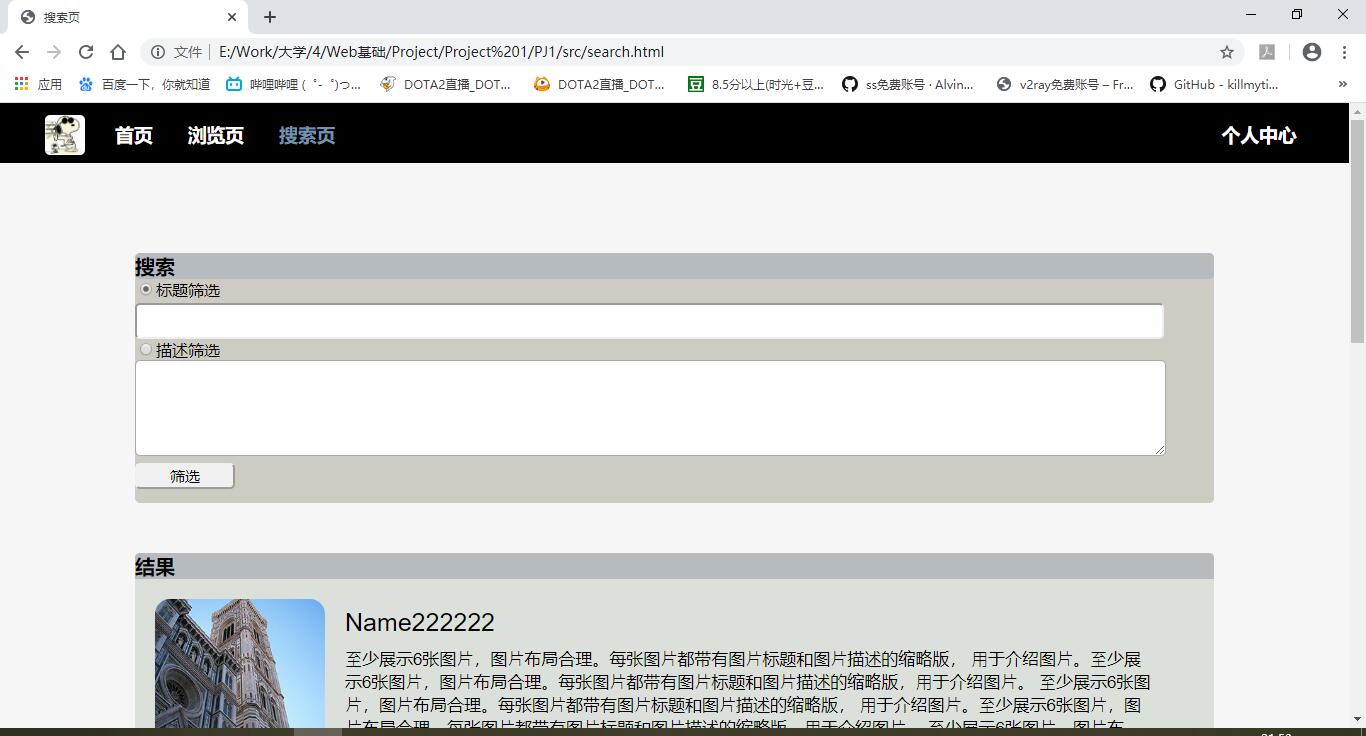 搜索页
文件 E:/Work/大学/4/Web基础/Project/Project%201/PJ1/src/search.html
应用 百度一下，你就知道 哔哩哔哩 (゜-゜)つ... DOTA2直播_DOT... DOTA2直播_DOT... 8.5分以上(时光+豆... ss免费账号 · Alvin... v2ray免费账号 – Fr... GitHub - killmyti... »
首页 浏览页 搜索页 个人中心
搜索
标题筛选
描述筛选
筛选
结果
Name222222
至少展示6张图片，图片布局合理。每张图片都带有图片标题和图片描述的缩略版， 用于介绍图片。至少展
示6张图片，图片布局合理。每张图片都带有图片标题和图片描述的缩略版，用于介绍图片。 至少展示6张图
片，图片布局合理。每张图片都带有图片标题和图片描述的缩略版， 用于介绍图片。至少展示6张图片，图
片布局合理。每张图片都带有图片标题和图片描述的缩略版，用于介绍图片。 至少展示6张图片，图片布